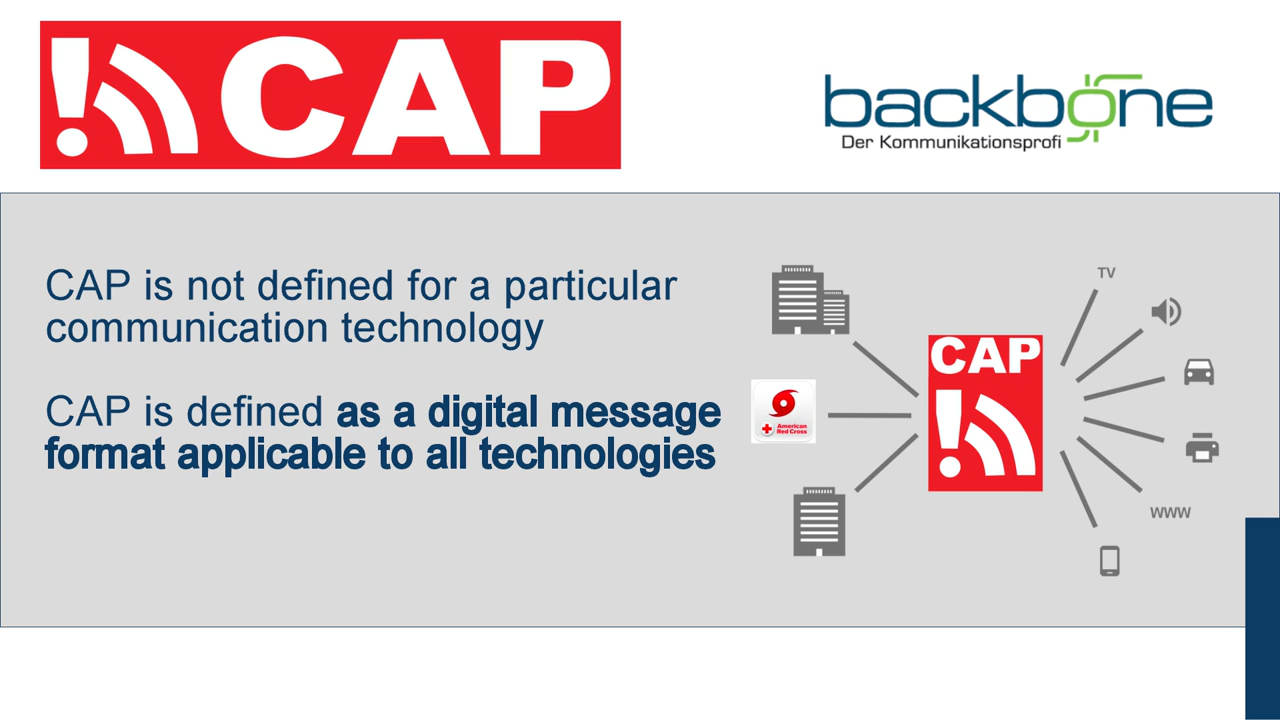 CAP
backbone
Der Kommunikationsprofi
CAP is not defined for a particular
communication technology
CAP is defined as a digital message
format applicable to all technologies
American
Red Cross
CAP
TV
WWW